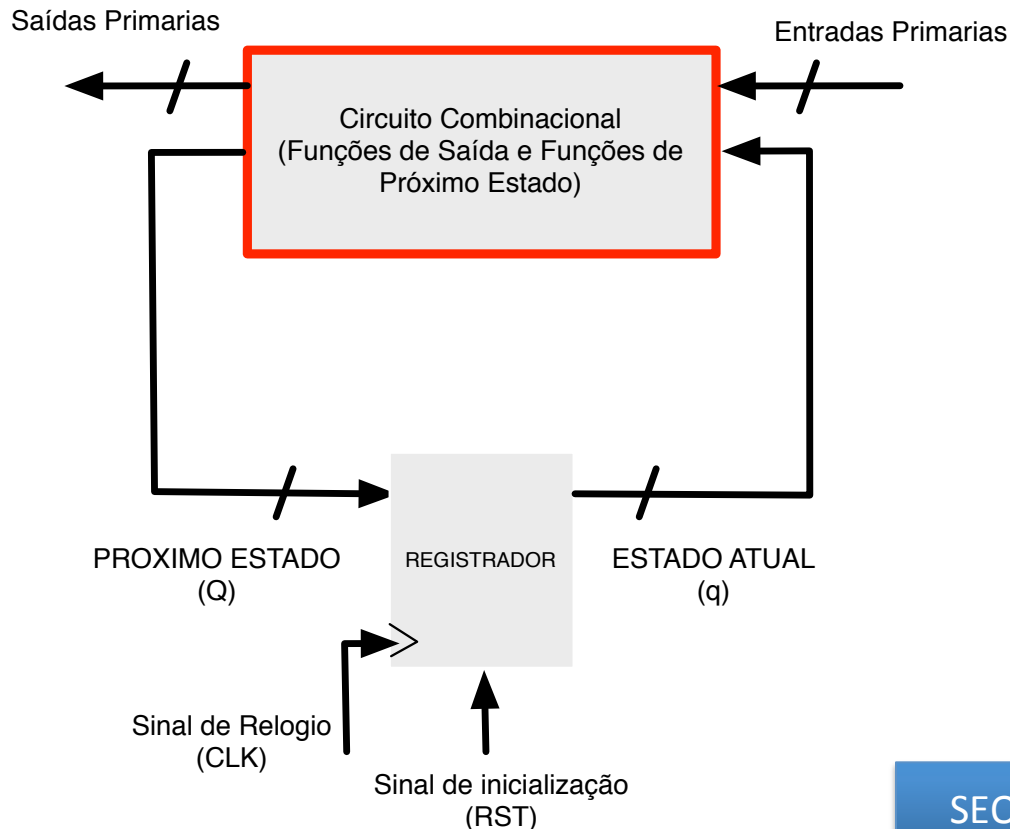 Saídas Primarias
Entradas Primarias
Circuito Combinacional
(Funções de Saída e Funções de
Próximo Estado)
PROXIMO ESTADO
(Q)
REGISTRADOR
ESTADO ATUAL
(q)
Sinal de Relogio
(CLK)
Sinal de inicialização
(RST)